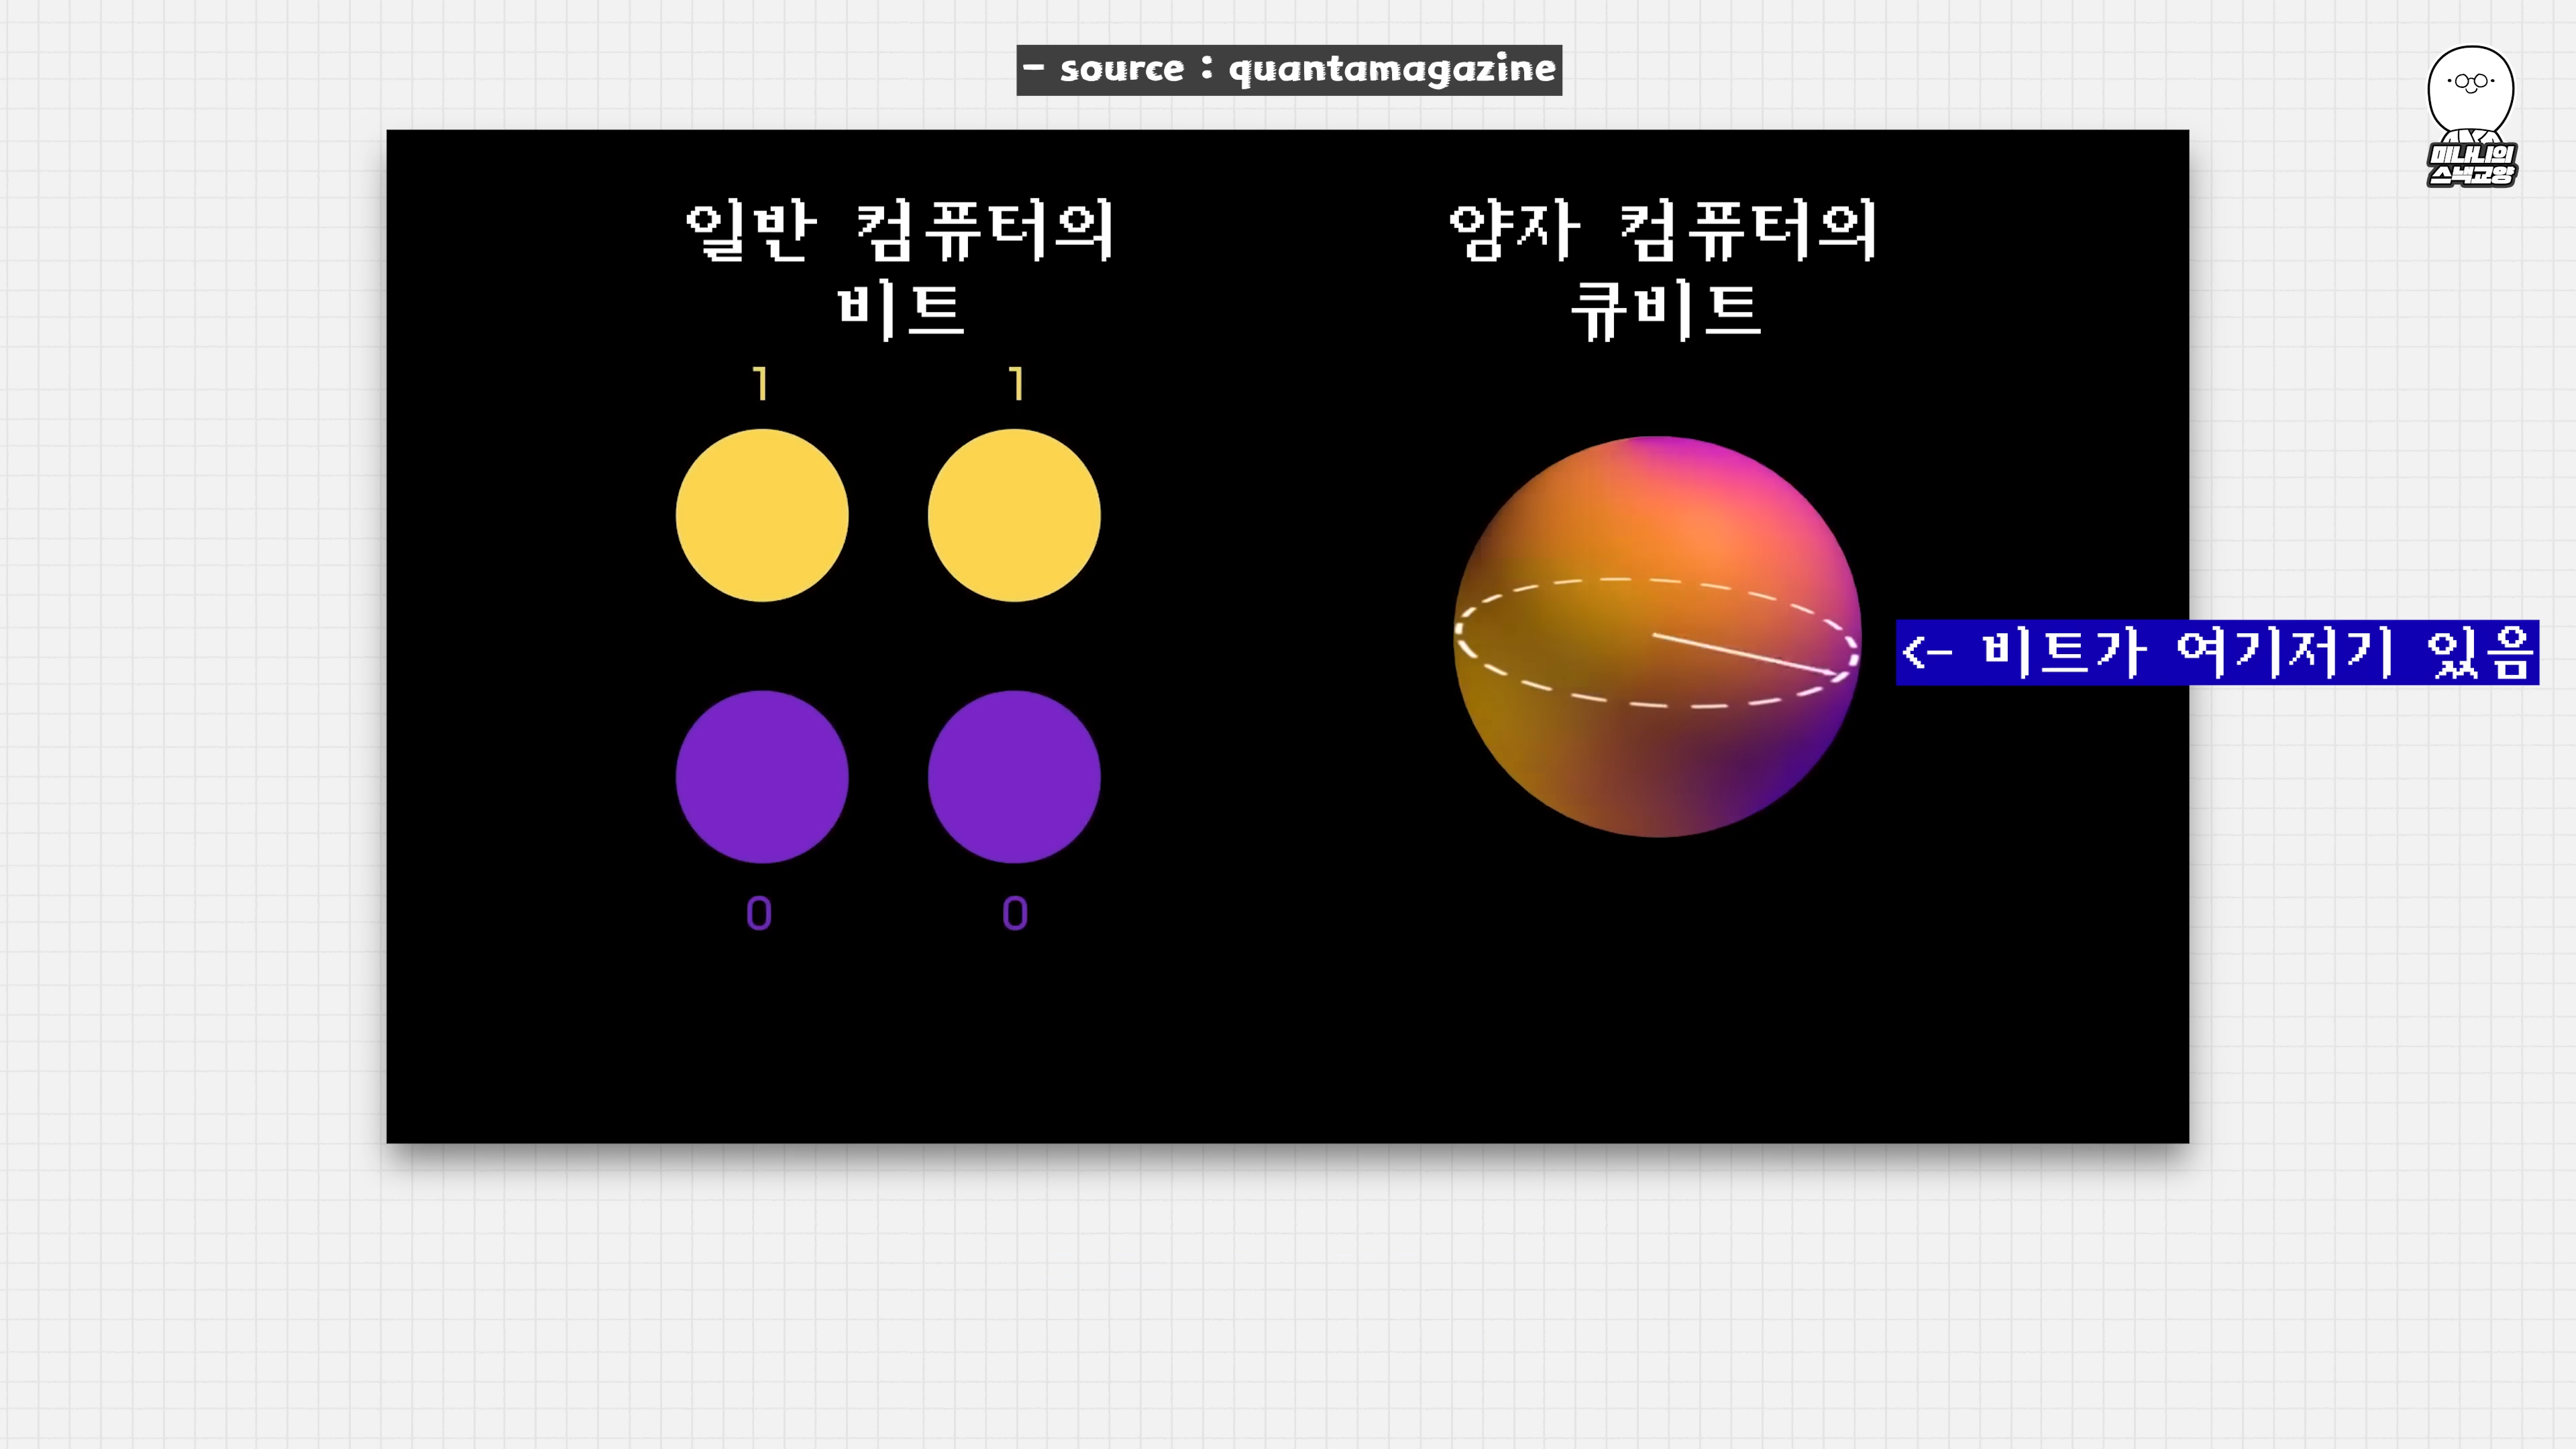 - source : quantamagazine
미내니의
스낵교양
일반 컴퓨터의
비트
양자 컴퓨터의
큐비트
1 1
<- 비트가 여기저기 있음
0 0